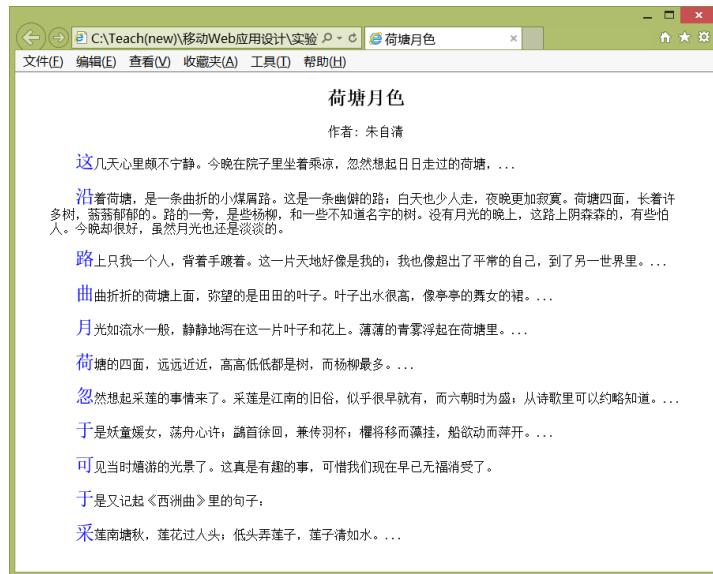 C:\Teach(new)\移动Web应用设计\实验
荷塘月色
文件(F) 编辑(E) 查看(V) 收藏夹(A) 工具(T) 帮助(H)
荷塘月色
作者：朱自清
这几天心里颇不宁静。今晚在院子里坐着乘凉，忽然想起日日走过的荷塘，...
沿着荷塘，是一条曲折的小煤屑路。这是一条幽僻的路；白天也少人走，夜晚更加寂寞。荷塘四面，长着许
多树，蓊蓊郁郁的。路的一旁，是些杨柳，和一些不知道名字的树。没有月光的晚上，这路上阴森森的，有些怕
人。今晚却很好，虽然月光也还是淡淡的。
路上只我一个人，背着手踱着。这一片天地好像是我的；我也像超出了平常的自己，到了另一世界里。...
曲曲折折的荷塘上面，弥望的是田田的叶子。叶子出水很高，像亭亭的舞女的裙。...
月光如流水一般，静静地泻在这一片叶子和花上。薄薄的青雾浮起在荷塘里。...
荷塘的四面，远远近近，高高低低都是树，而杨柳最多。...
忽然想起采莲的事情来了。采莲是江南的旧俗，似乎很早就有，而六朝时为盛；从诗歌里可以约略知道。...
于是妖童媛女，荡舟心许；鷁首徐回，兼传羽杯；櫂将移而藻挂，船欲动而萍开。...
可见当时嬉游的光景了。这真是有趣的事，可惜我们现在早已无福消受了。
于是又记起《西洲曲》里的句子：
采莲南塘秋，莲花过人头；低头弄莲子，莲子清如水。...